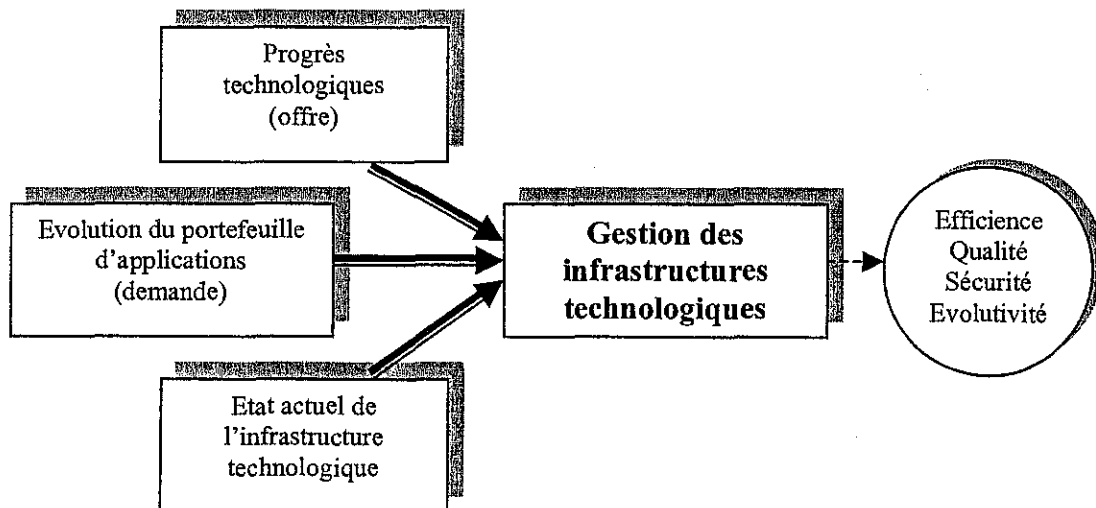 Progrès
technologiques
(offre)
Evolution du portefeuille
d'applications
(demande)
Etat actuel de
l'infrastructure
technologique
Gestion des
infrastructures
technologiques
Efficience
Qualité
Sécurité
Evolutivité